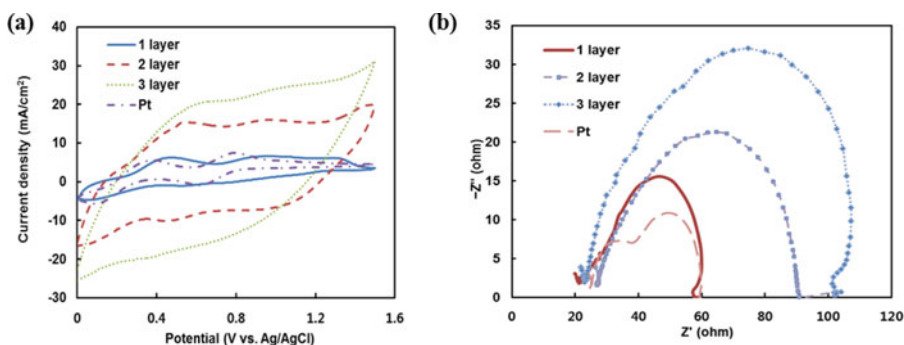 (a)
40
30
20
10
0
-10
-20
-30
Current density (mA/cm²)
1 layer
2 layer
3 layer
Pt
0 0.4 0.8 1.2 1.6
Potential (V vs. Ag/AgCl)
(b)
35
30
25
20
15
10
5
0
−Z" (ohm)
1 layer
2 layer
3 layer
Pt
0 20 40 60 80 100 120
Z' (ohm)